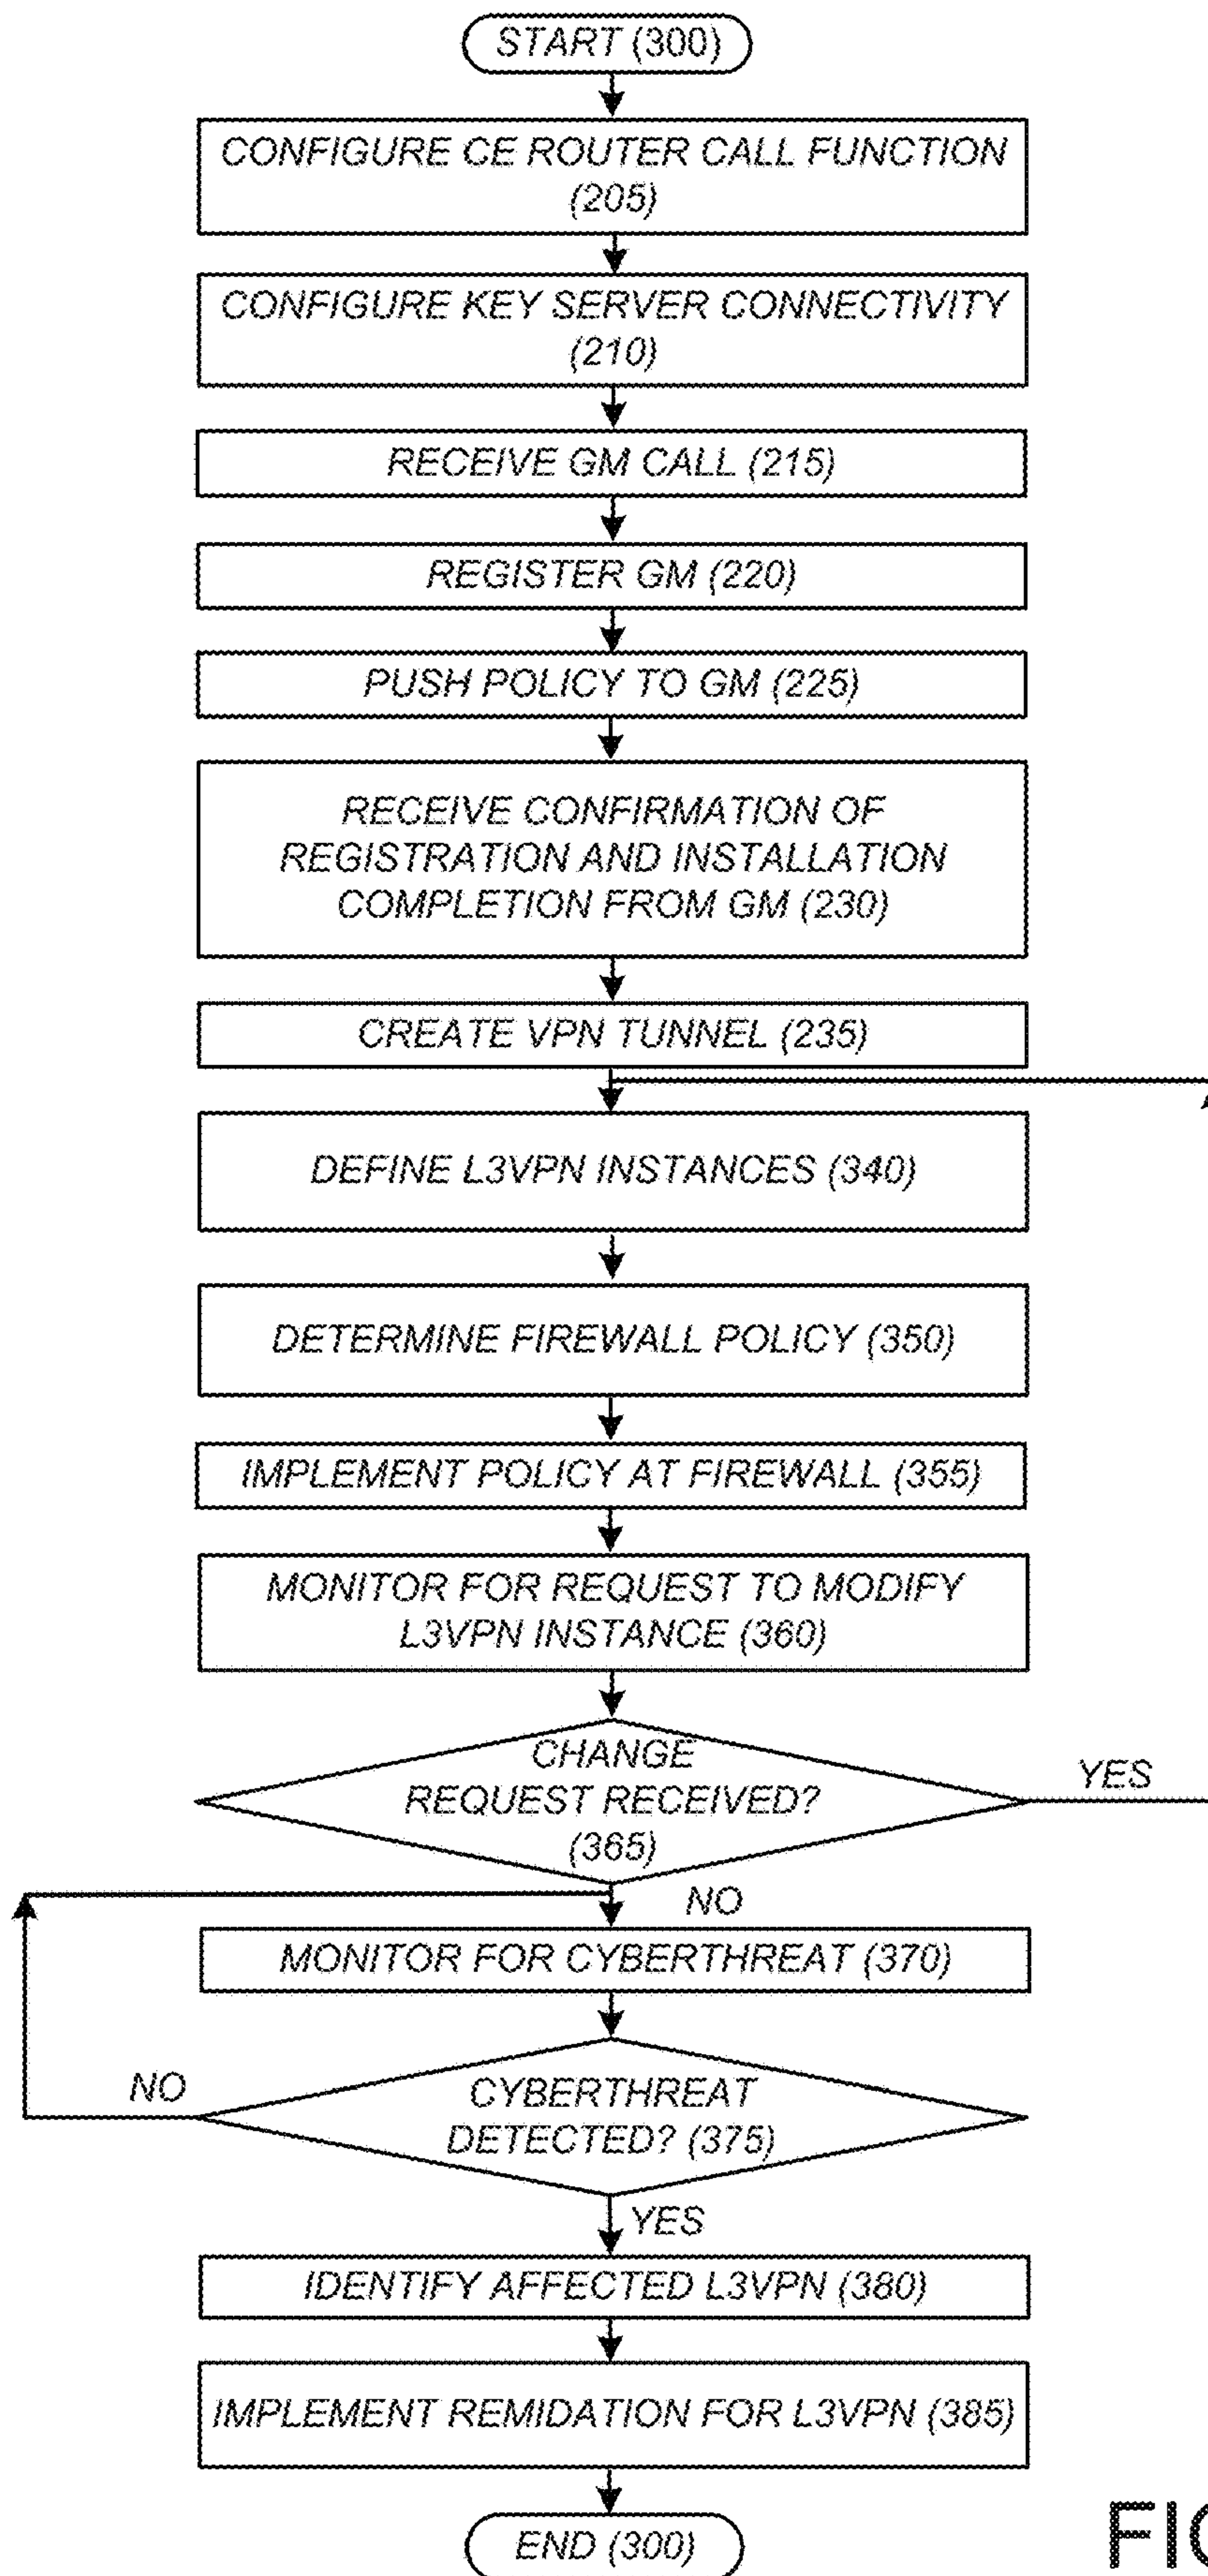 START (300)
CONFIGURE CE ROUTER CALL FUNCTION
(205)
CONFIGURE KEY SERVER CONNECTIVITY
(210)
RECEIVE GM CALL (215)
REGISTER GM (220)
PUSH POLICY TO GM (225)
RECEIVE CONFIRMATION OF
REGISTRATION AND INSTALLATION
COMPLETION FROM GM (230)
CREATE VPN TUNNEL (235)
DEFINE L3VPN INSTANCES (340)
DETERMINE FIREWALL POLICY (350)
IMPLEMENT POLICY AT FIREWALL (355)
MONITOR FOR REQUEST TO MODIFY
L3VPN INSTANCE (360)
CHANGE
REQUEST RECEIVED?
(365)
YES
NO
MONITOR FOR CYBERTHREAT (370)
CYBERTHREAT
DETECTED? (375)
NO
YES
IDENTIFY AFFECTED L3VPN (380)
IMPLEMENT REMIDATION FOR L3VPN (385)
END (300)